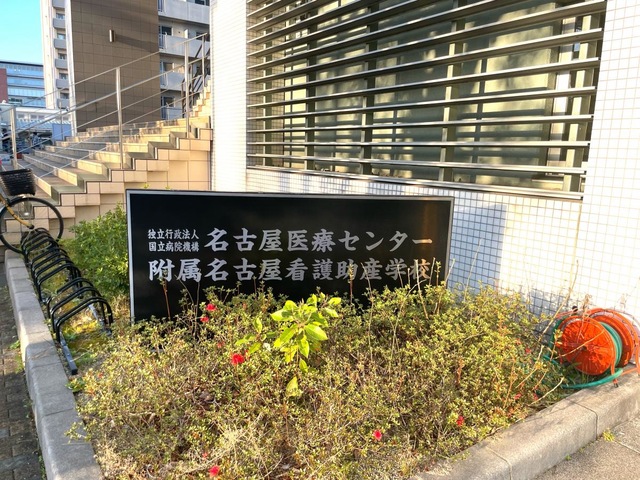 独立行政法人
国立病院機構 名古屋医療センター
附属名古屋看護助産学校